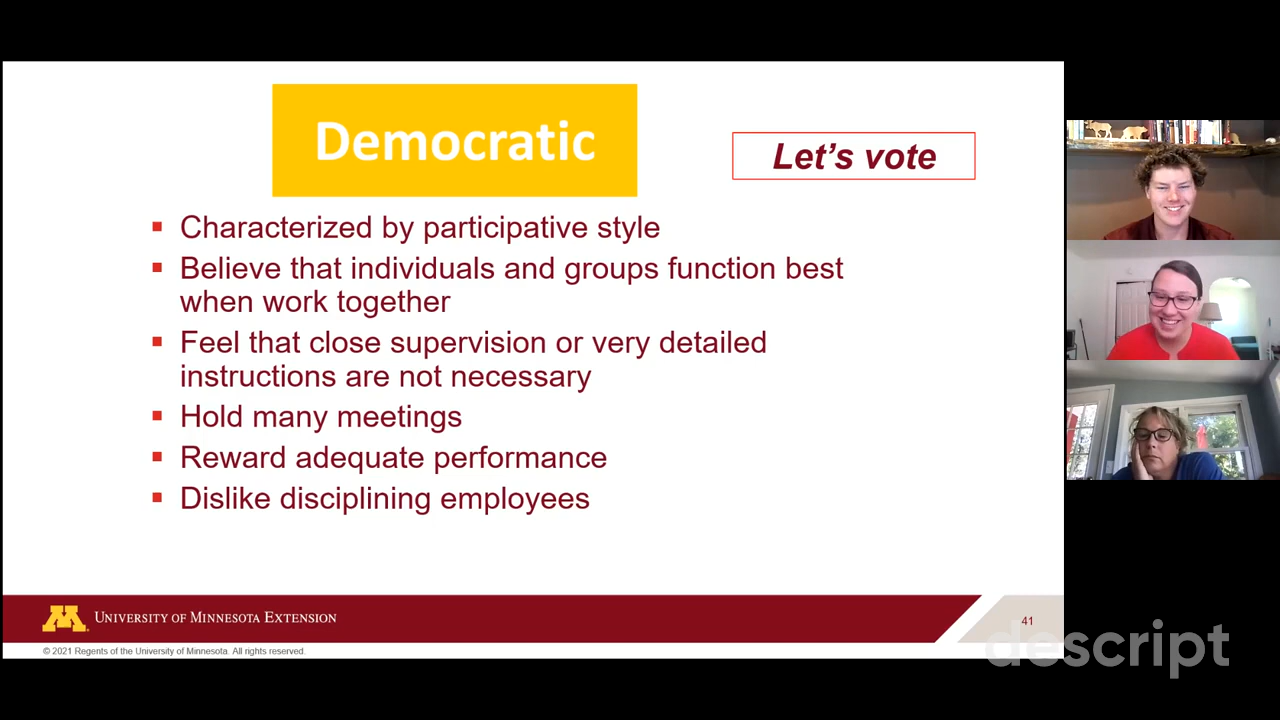 Democratic
Let's vote
▪ Characterized by participative style
▪ Believe that individuals and groups function best
when work together
▪ Feel that close supervision or very detailed
instructions are not necessary
▪ Hold many meetings
▪ Reward adequate performance
▪ Dislike disciplining employees
UNIVERSITY OF MINNESOTA EXTENSION
41
© 2021 Regents of the University of Minnesota. All rights reserved.
descript